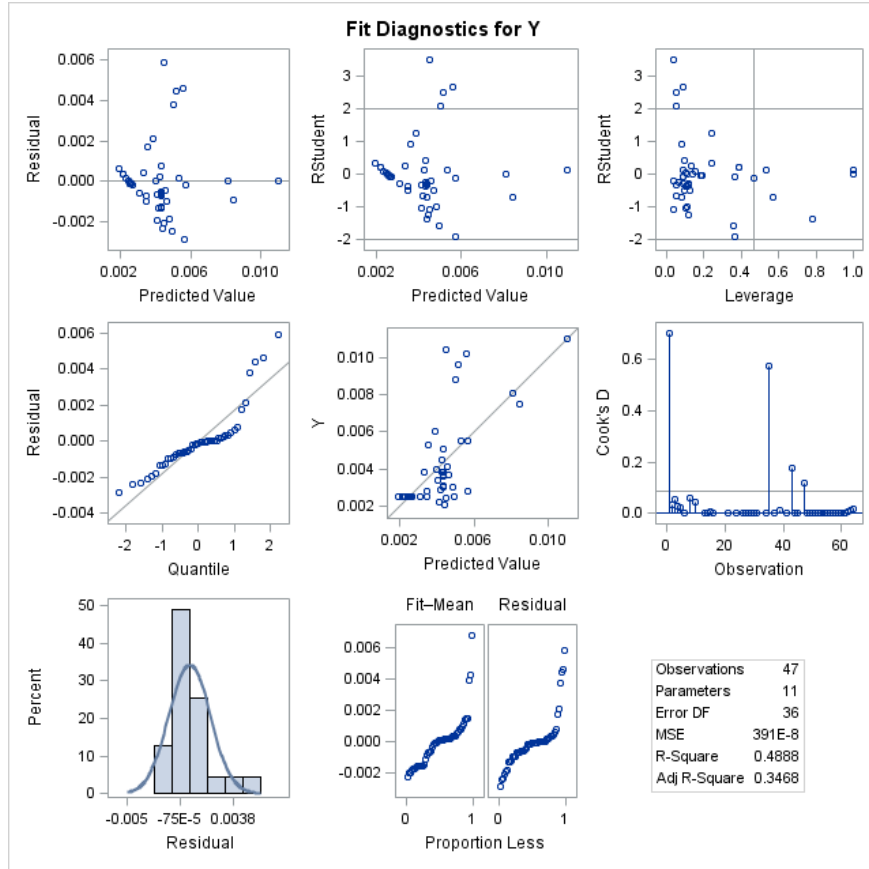 Fit Diagnostics for Y
Residual
0.006
0.004
0.002
0.000
-0.002
0.002 0.006 0.010
Predicted Value
RStudent
3
2
1
0
-1
-2
0.002 0.006 0.010
Predicted Value
RStudent
3
2
1
0
-1
-2
0.0 0.2 0.4 0.6 0.8 1.0
Leverage
Residual
0.006
0.004
0.002
0.000
-0.002
-0.004
-2 -1 0 1 2
Quantile
Y
0.010
0.008
0.006
0.004
0.002
0.002 0.006 0.010
Predicted Value
Cook's D
0.6
0.4
0.2
0.0
0 20 40 60
Observation
Percent
50
40
30
20
10
0
-0.005 -75E-5 0.0038
Residual
Fit–Mean Residual
0.006
0.004
0.002
0.000
-0.002
0 1 0 1
Proportion Less
Observations 47
Parameters 11
Error DF 36
MSE 391E-8
R-Square 0.4888
Adj R-Square 0.3468